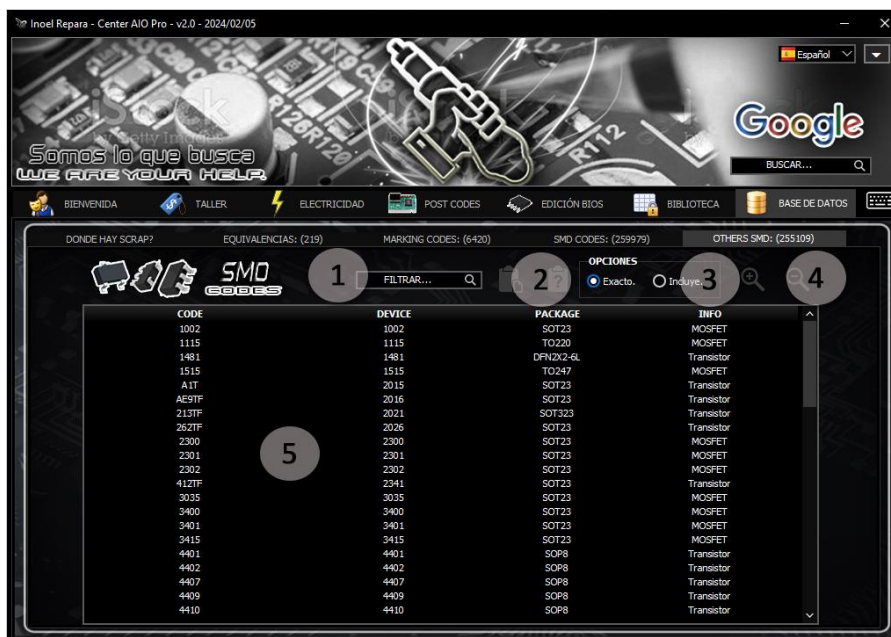 Inoel Repara - Center AIO Pro - v2.0 - 2024/02/05
Español
iStock
by Getty Images
R126
R120
R112
Google
Somos lo que busca
WE ARE YOUR HELP
BUSCAR...
BIENVENIDA TALLER ELECTRICIDAD POST CODES EDICIÓN BIOS BIBLIOTECA BASE DE DATOS
DONDE HAY SCRAP? EQUIVALENCIAS: (219) MARKING CODES: (6420) SMD CODES: (259979) OTHERS SMD: (255109)
SMD
CODES
1 FILTRAR... 2 OPCIONES
Exacto. Incluye. 3 4
CODE DEVICE PACKAGE INFO
1002 1002 SOT23 MOSFET
1115 1115 TO220 MOSFET
1481 1481 DFN2X2-6L Transistor
1515 1515 TO247 MOSFET
A1T 2015 SOT23 Transistor
AE9TF 2016 SOT23 Transistor
213TF 2021 SOT323 Transistor
262TF 2026 SOT23 Transistor
2300 2300 SOT23 MOSFET
2301 2301 SOT23 MOSFET
5
2302 2302 SOT23 MOSFET
412TF 2341 SOT23 Transistor
3035 3035 SOT23 MOSFET
3400 3400 SOT23 MOSFET
3401 3401 SOT23 MOSFET
3415 3415 SOT23 MOSFET
4401 4401 SOP8 Transistor
4402 4402 SOP8 Transistor
4407 4407 SOP8 Transistor
4409 4409 SOP8 Transistor
4410 4410 SOP8 Transistor